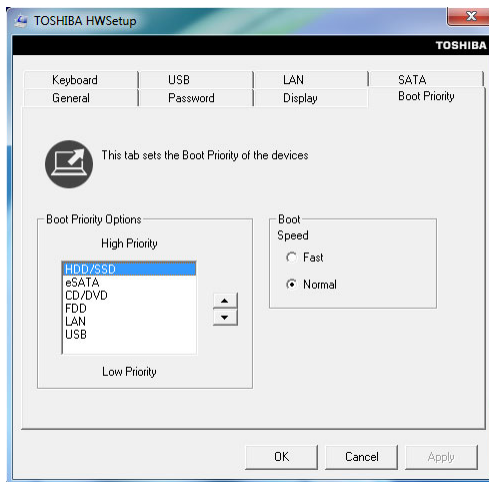 TOSHIBA HWSetup
TOSHIBA
Keyboard USB LAN SATA
General Password Display Boot Priority
This tab sets the Boot Priority of the devices
Boot Priority Options
High Priority
HDD/SSD
eSATA
CD/DVD
FDD
LAN
USB
Low Priority
Boot
Speed
Fast
Normal
OK Cancel Apply